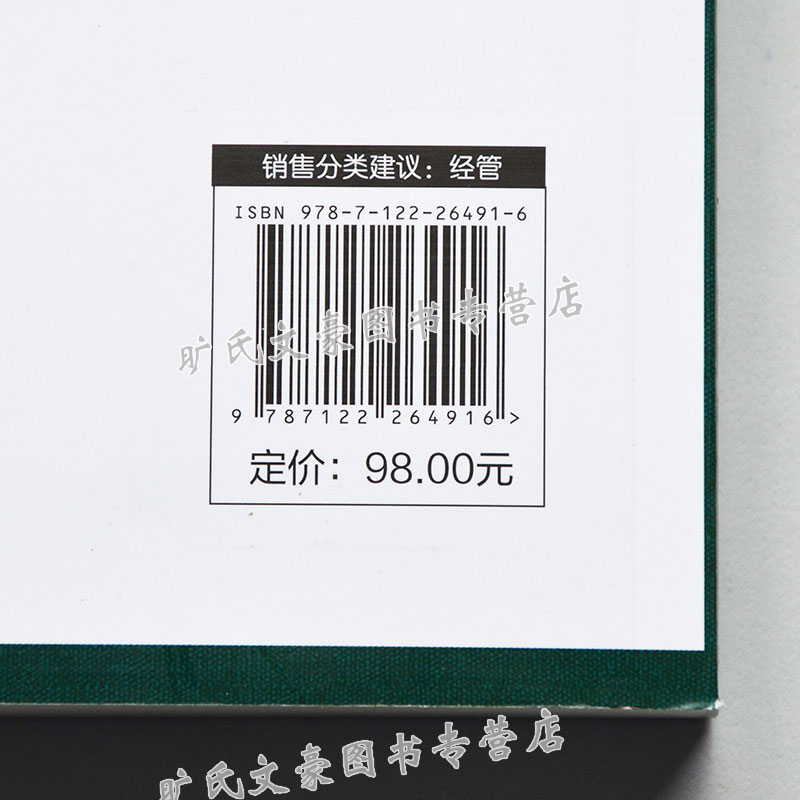 销售分类建议：经管
ISBN 978-7-122-26491-6
旷氏文豪图书专营店
9 787122 264916 >
定价：98.00元
旷氏文豪图书专营店